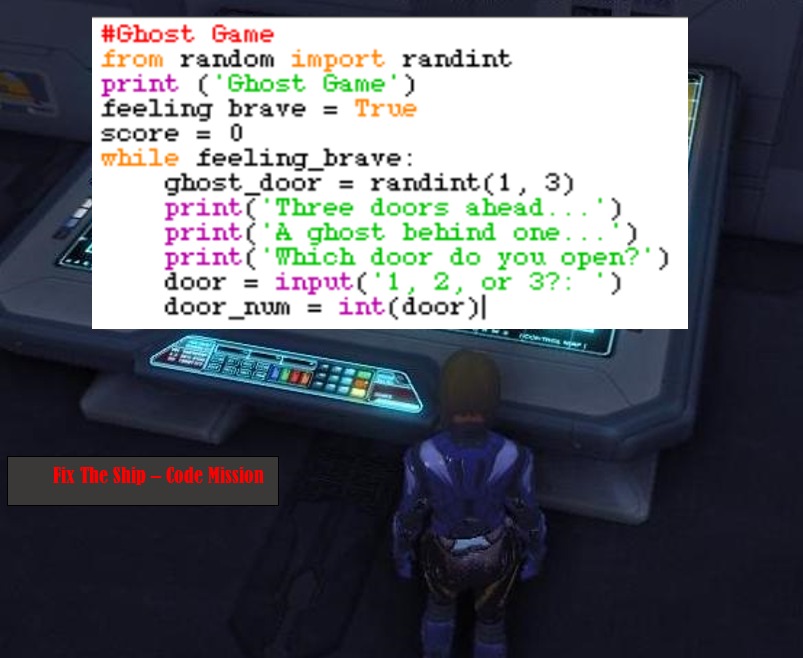 #Ghost Game
from random import randint
print ('Ghost Game')
feeling brave = True
score = 0
while feeling_brave:
    ghost_door = randint(1, 3)
    print('Three doors ahead...')
    print('A ghost behind one...')
    print('Which door do you open?')
    door = input('1, 2, or 3?: ')
    door_num = int(door)
Fix The Ship – Code Mission